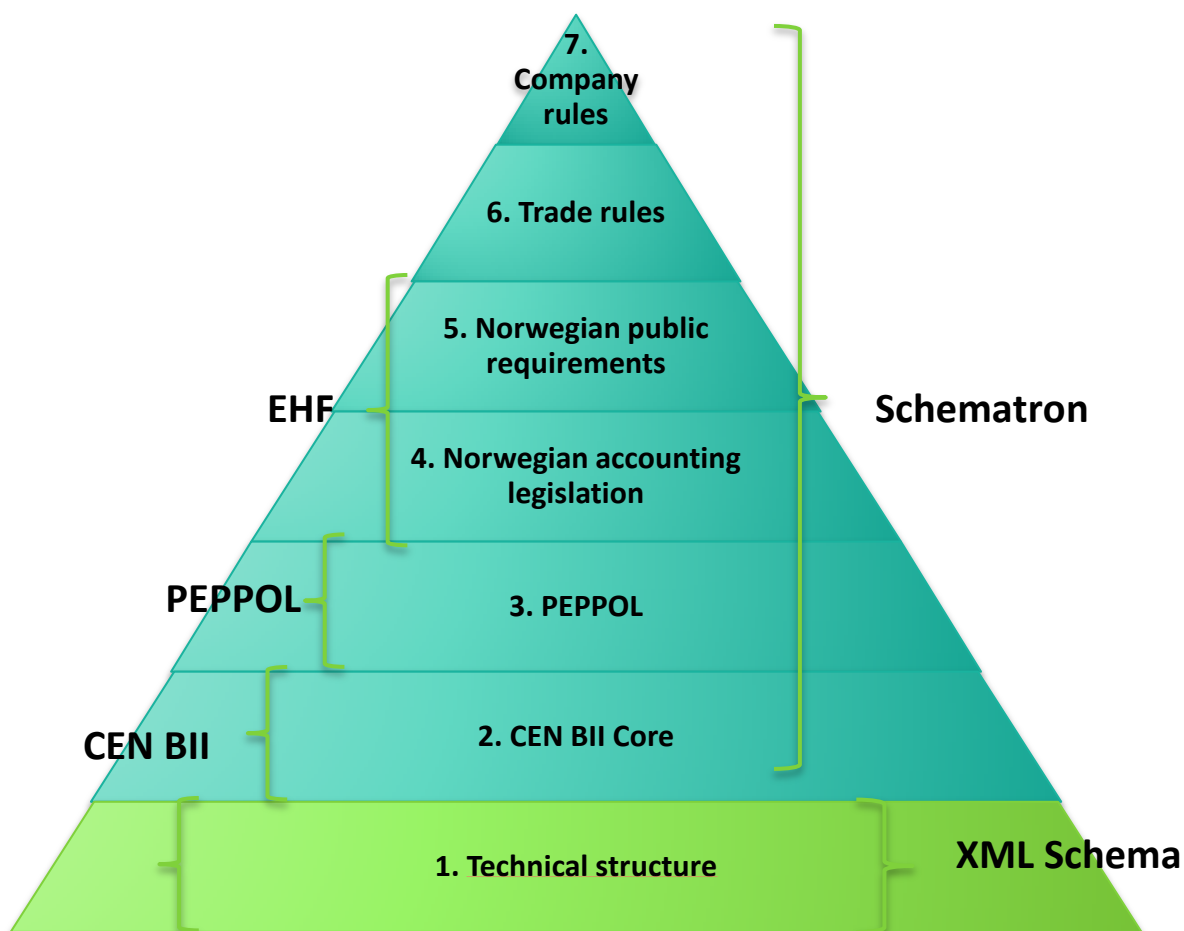 7.
Company
rules
6. Trade rules
5. Norwegian public
requirements
EHF
Schematron
4. Norwegian accounting
legislation
PEPPOL
3. PEPPOL
CEN BII
2. CEN BII Core
1. Technical structure
XML Schema